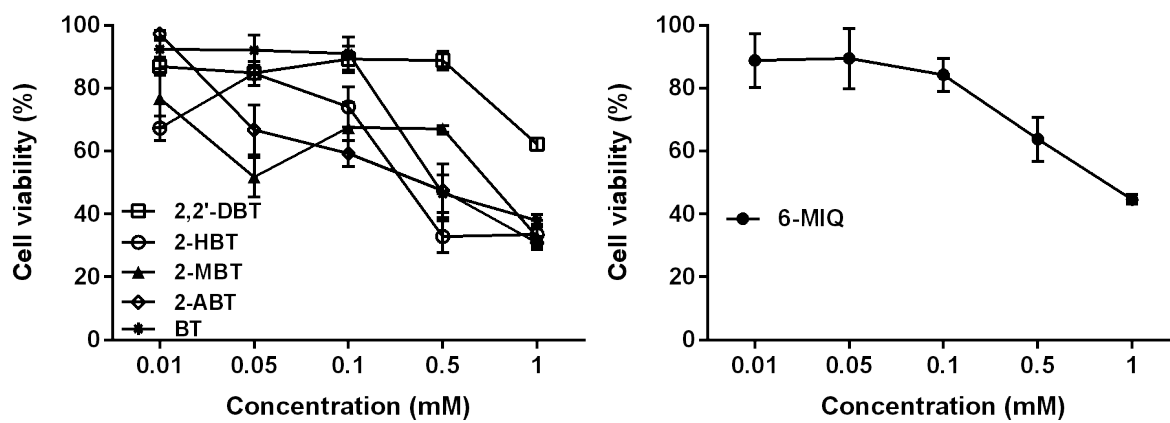 100
80
60
40
20
0
Cell viability (%)
2,2'-DBT
2-HBT
2-MBT
2-ABT
BT
0.01 0.05 0.1 0.5 1
Concentration (mM)
100
80
60
40
20
0
Cell viability (%)
6-MIQ
0.01 0.05 0.1 0.5 1
Concentration (mM)